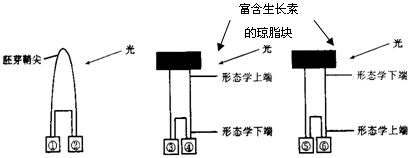 富含生长素
的琼脂块
光
光
光
胚芽鞘尖
形态学上端
形态学下端
形态学下端
形态学上端
① ② ③ ④ ⑤ ⑥